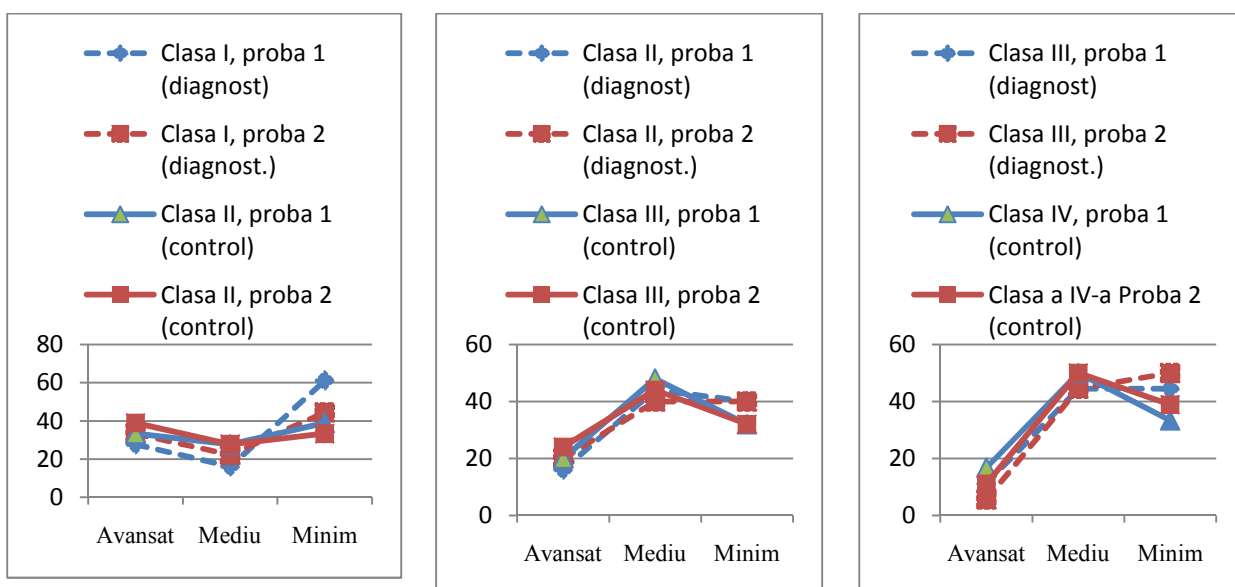 Clasa I, proba 1
(diagnost)
Clasa I, proba 2
(diagnost.)
Clasa II, proba 1
(control)
Clasa II, proba 2
(control)
80
60
40
20
0
Avansat Mediu Minim
Clasa II, proba 1
(diagnost)
Clasa II, proba 2
(diagnost.)
Clasa III, proba 1
(control)
Clasa III, proba 2
(control)
60
40
20
0
Avansat Mediu Minim
Clasa III, proba 1
(diagnost)
Clasa III, proba 2
(diagnost.)
Clasa IV, proba 1
(control)
Clasa a IV-a Proba 2
(control)
60
40
20
0
Avansat Mediu Minim